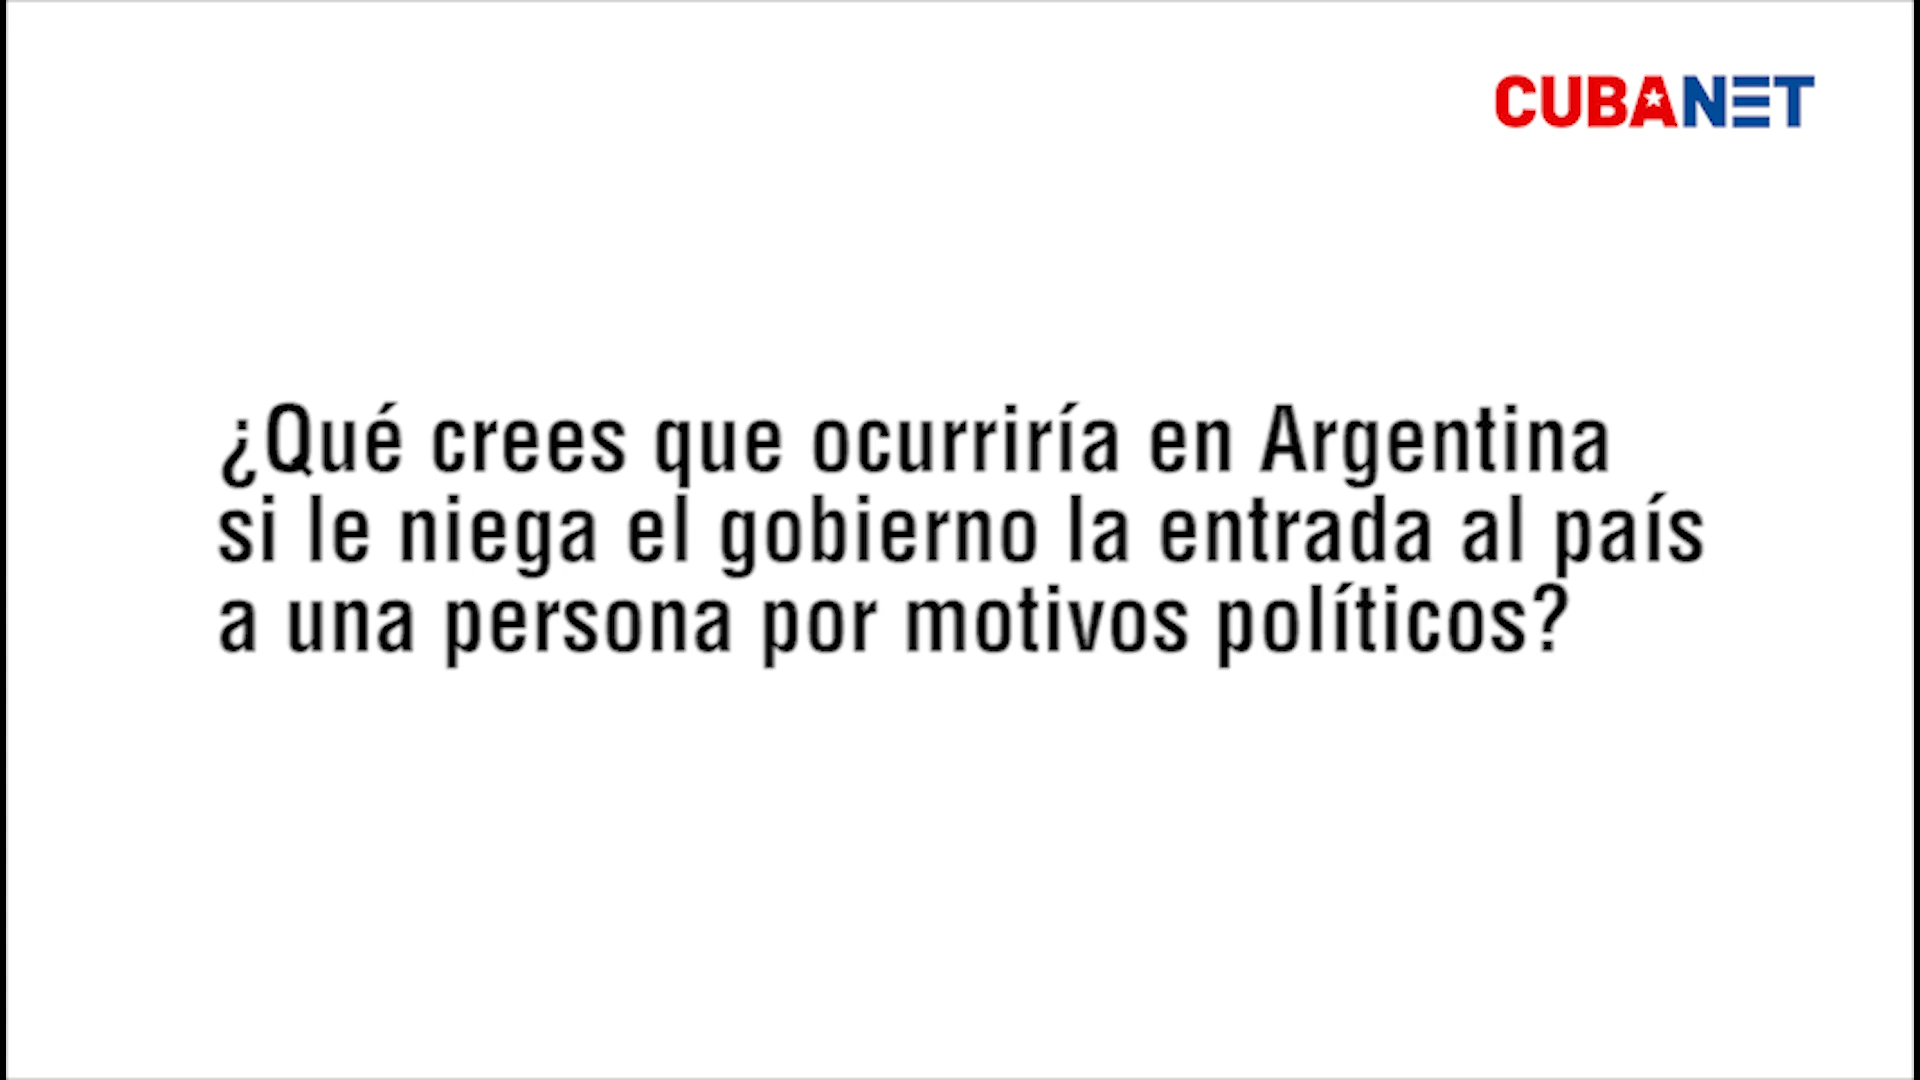 CUBANET
¿Qué crees que ocurriría en Argentina
si le niega el gobierno la entrada al país
a una persona por motivos políticos?